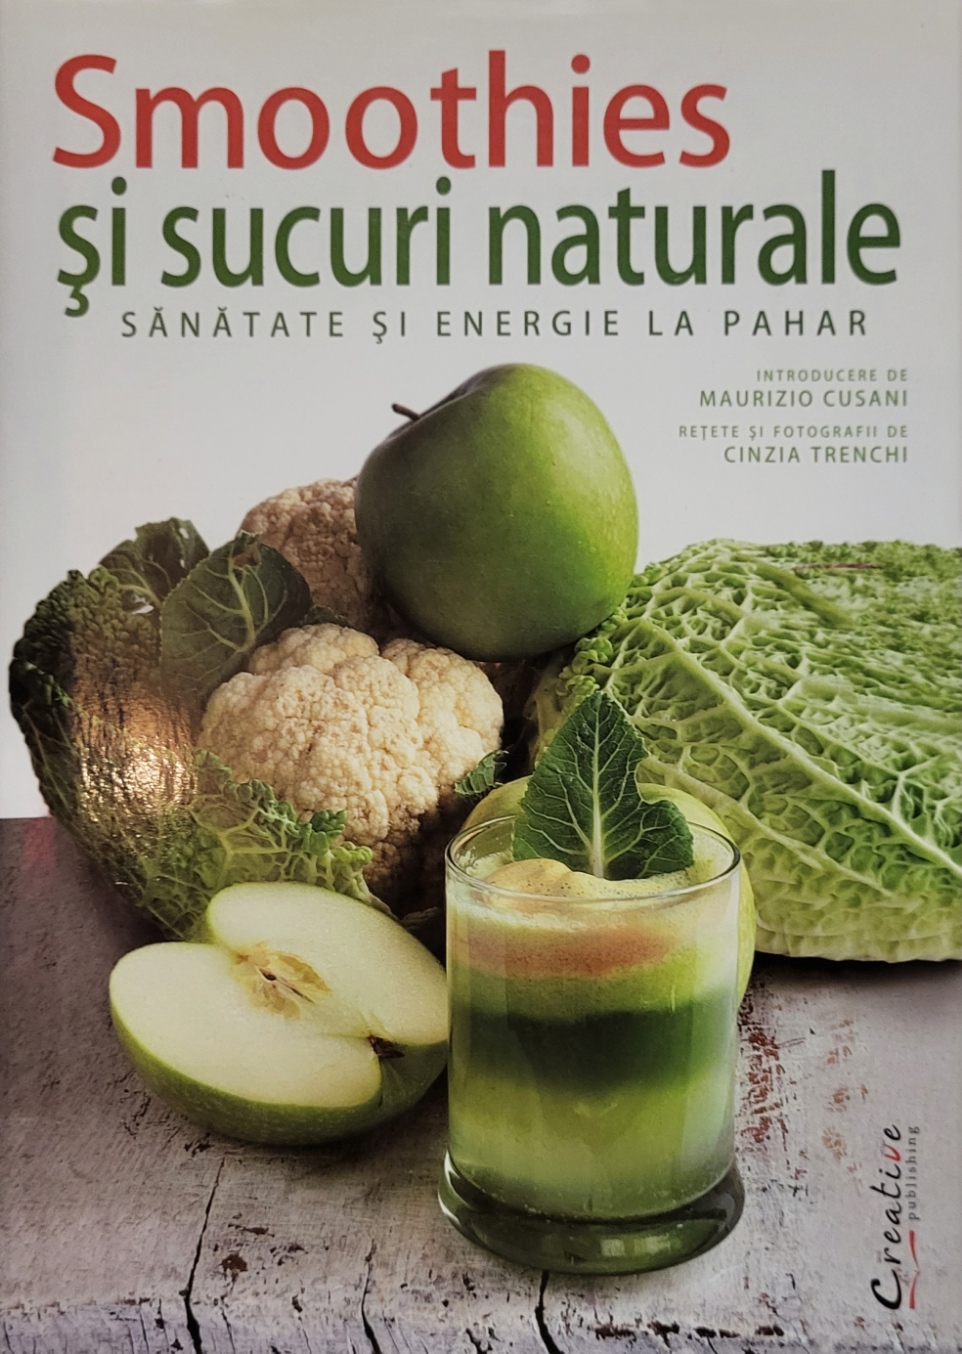 Smoothies
şi sucuri naturale
SĂNĂTATE ŞI ENERGIE LA PAHAR
INTRODUCERE DE
MAURIZIO CUSANI
REŢETE ŞI FOTOGRAFII DE
CINZIA TRENCHI
Creative
publishing